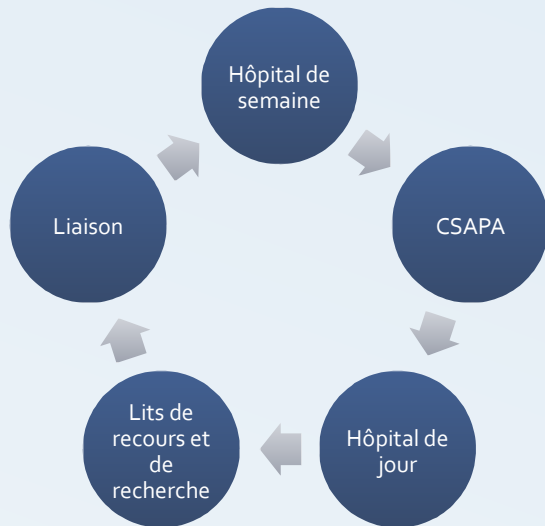 Hôpital de
semaine
CSAPA
Hôpital de
jour
Lits de
recours et
de
recherche
Liaison